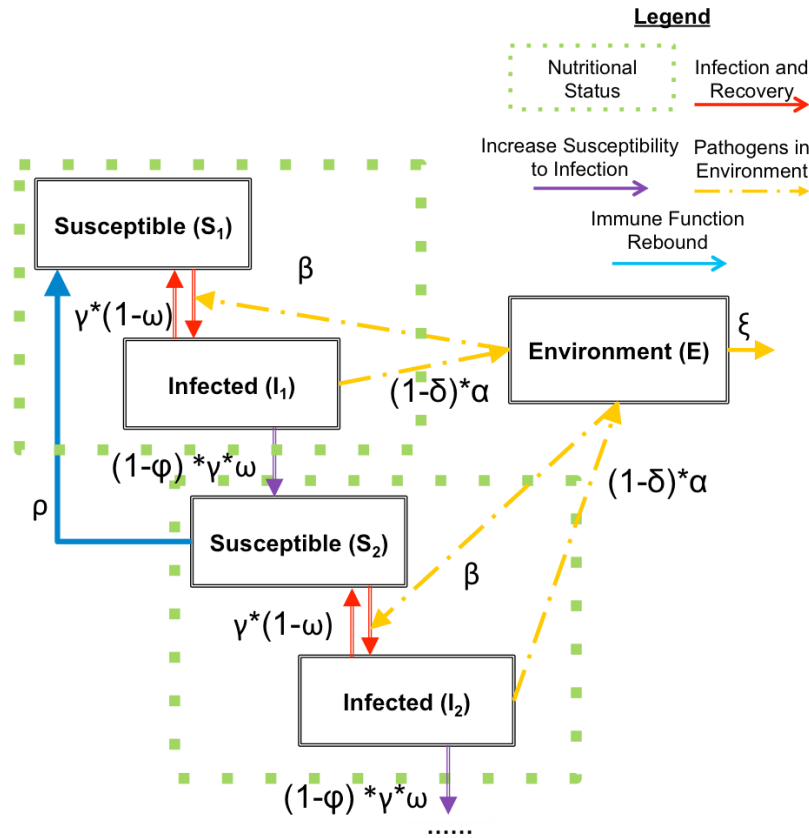 Legend
Nutritional
Status
Infection and
Recovery
Increase Susceptibility
to Infection
Pathogens in
Environment
Immune Function
Rebound
Susceptible (S₁)
β
γ*(1-ω)
Infected (I₁)
Environment (E)
ξ
(1-δ)*α
(1-φ) *γ*ω
(1-δ)*α
ρ
Susceptible (S₂)
β
γ*(1-ω)
Infected (I₂)
(1-φ) *γ*ω
......